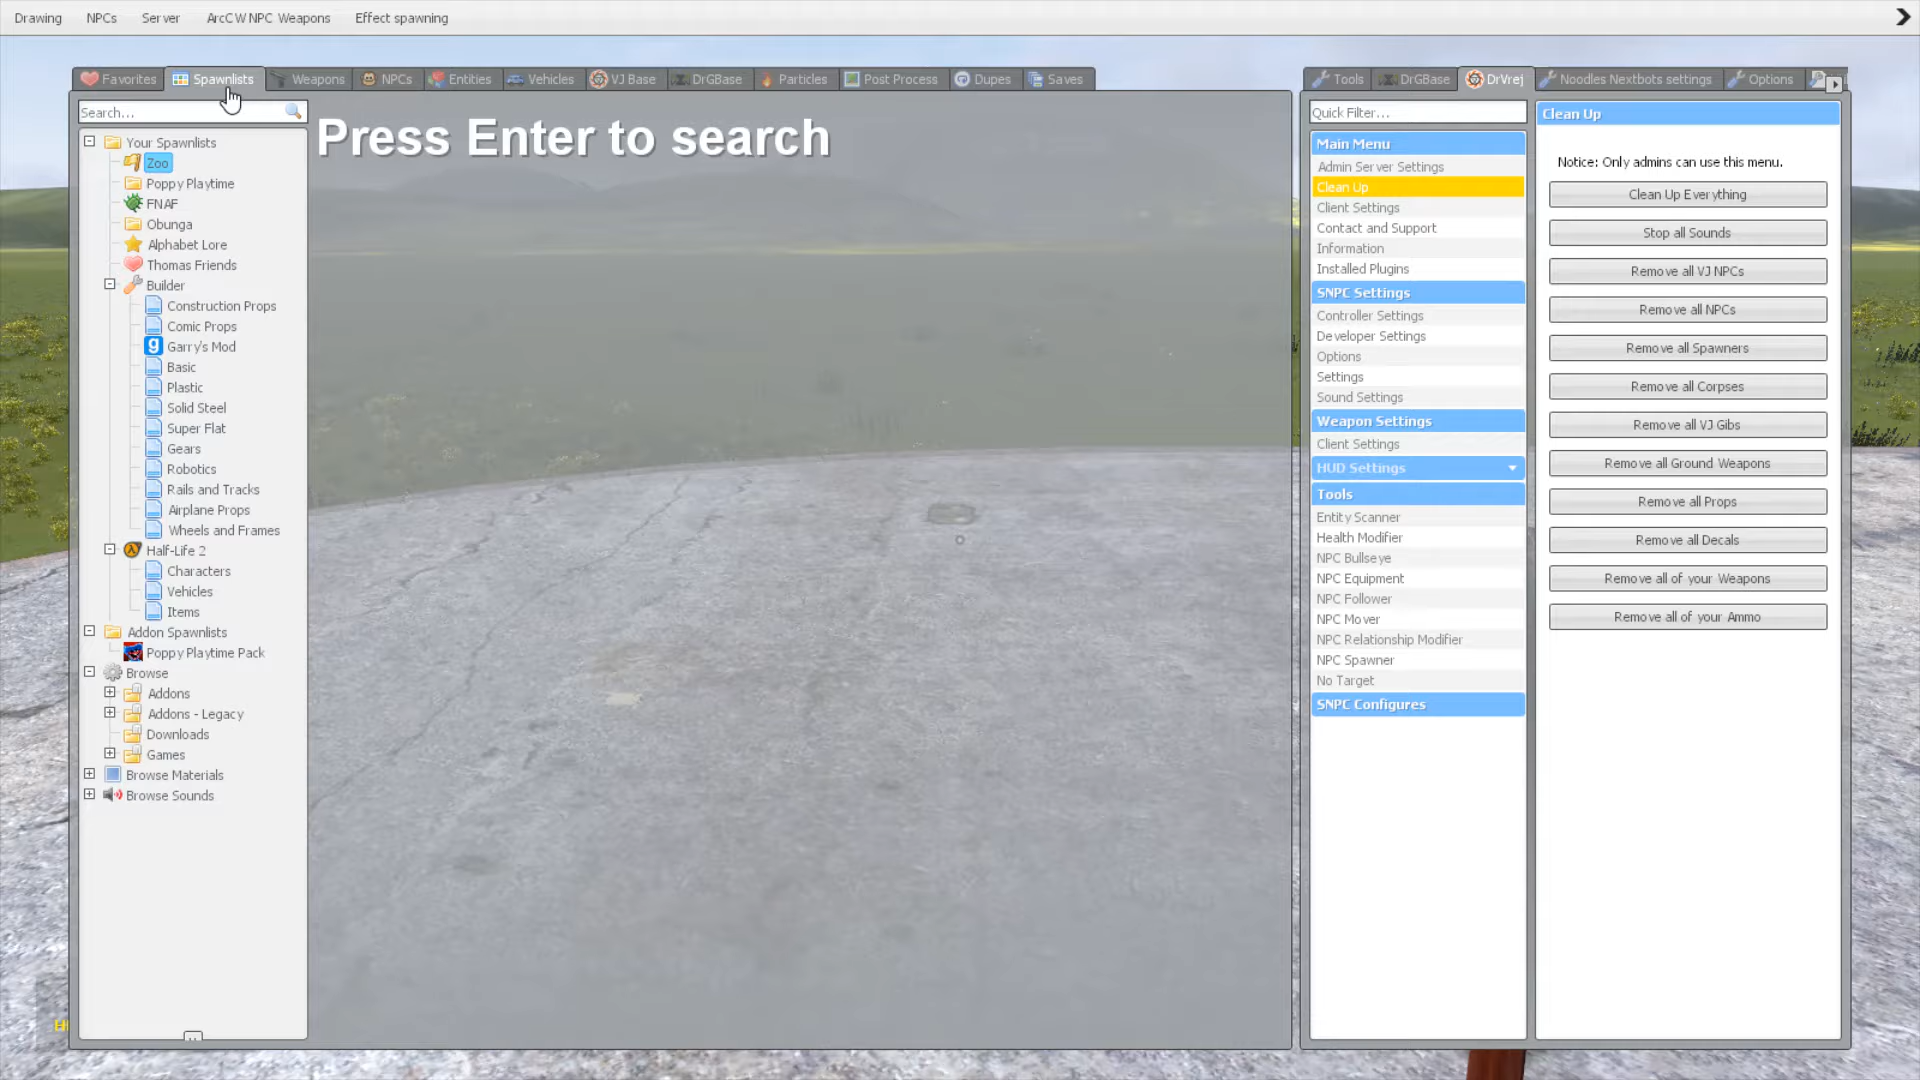 Drawing NPCs Server ArcCW NPC Weapons Effect spawning
Favorites Spawnlists Weapons NPCs Entities Vehicles VJ Base DrGBase Particles Post Process Dupes Saves
Search...
Press Enter to search
Your Spawnlists
Zoo
Poppy Playtime
FNAF
Obunga
Alphabet Lore
Thomas Friends
Builder
Construction Props
Comic Props
Garry's Mod
Basic
Plastic
Solid Steel
Super Flat
Gears
Robotics
Rails and Tracks
Airplane Props
Wheels and Frames
Half-Life 2
Characters
Vehicles
Items
Addon Spawnlists
Poppy Playtime Pack
Browse
Addons
Addons - Legacy
Downloads
Games
Browse Materials
Browse Sounds
Tools DrGBase DrVrej Noodles Nextbots settings Options
Quick Filter...
Main Menu
Admin Server Settings
Clean Up
Client Settings
Contact and Support
Information
Installed Plugins
SNPC Settings
Controller Settings
Developer Settings
Options
Settings
Sound Settings
Weapon Settings
Client Settings
HUD Settings
Tools
Entity Scanner
Health Modifier
NPC Bullseye
NPC Equipment
NPC Follower
NPC Mover
NPC Relationship Modifier
NPC Spawner
No Target
SNPC Configures
Clean Up
Notice: Only admins can use this menu.
Clean Up Everything
Stop all Sounds
Remove all VJ NPCs
Remove all NPCs
Remove all Spawners
Remove all Corpses
Remove all VJ Gibs
Remove all Ground Weapons
Remove all Props
Remove all Decals
Remove all of your Weapons
Remove all of your Ammo